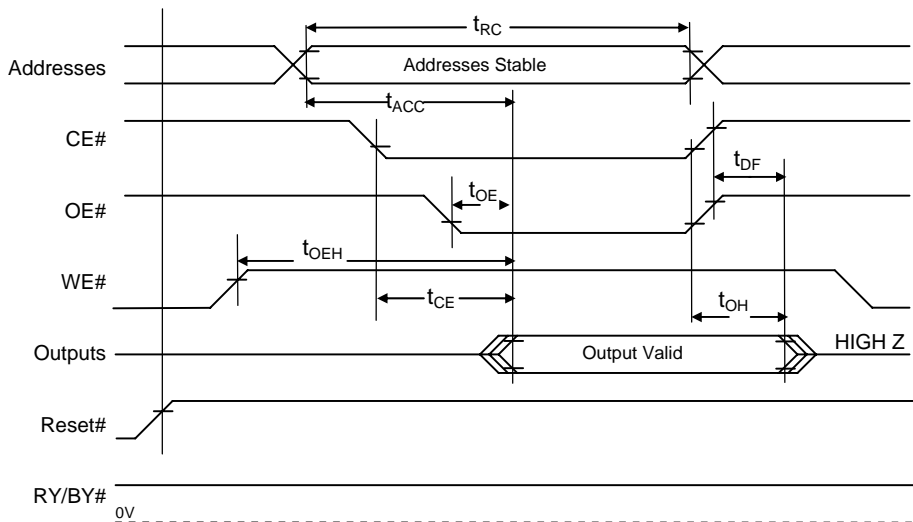 tRC
Addresses
Addresses Stable
tACC
CE#
tDF
OE#
tOE
tOEH
WE#
tCE
tOH
Outputs
Output Valid
HIGH Z
Reset#
RY/BY#
0V